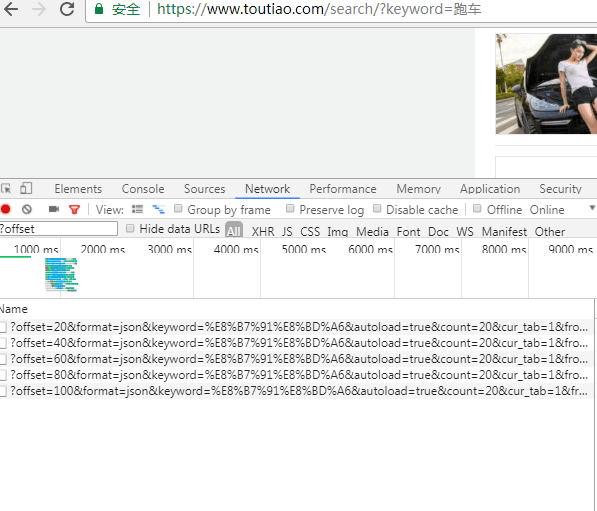 安全 https://www.toutiao.com/search/?keyword=跑车
Elements Console Sources Network Performance Memory Application Security
View: Group by frame Preserve log Disable cache Offline Online
?offset Hide data URLs All XHR JS CSS Img Media Font Doc WS Manifest Other
1000 ms 2000 ms 3000 ms 4000 ms 5000 ms 6000 ms 7000 ms 8000 ms 9000 ms
Name
?offset=20&format=json&keyword=%E8%B7%91%E8%BD%A6&autoload=true&count=20&cur_tab=1&fro...
?offset=40&format=json&keyword=%E8%B7%91%E8%BD%A6&autoload=true&count=20&cur_tab=1&fro...
?offset=60&format=json&keyword=%E8%B7%91%E8%BD%A6&autoload=true&count=20&cur_tab=1&fro...
?offset=80&format=json&keyword=%E8%B7%91%E8%BD%A6&autoload=true&count=20&cur_tab=1&fro...
?offset=100&format=json&keyword=%E8%B7%91%E8%BD%A6&autoload=true&count=20&cur_tab=1&fr...